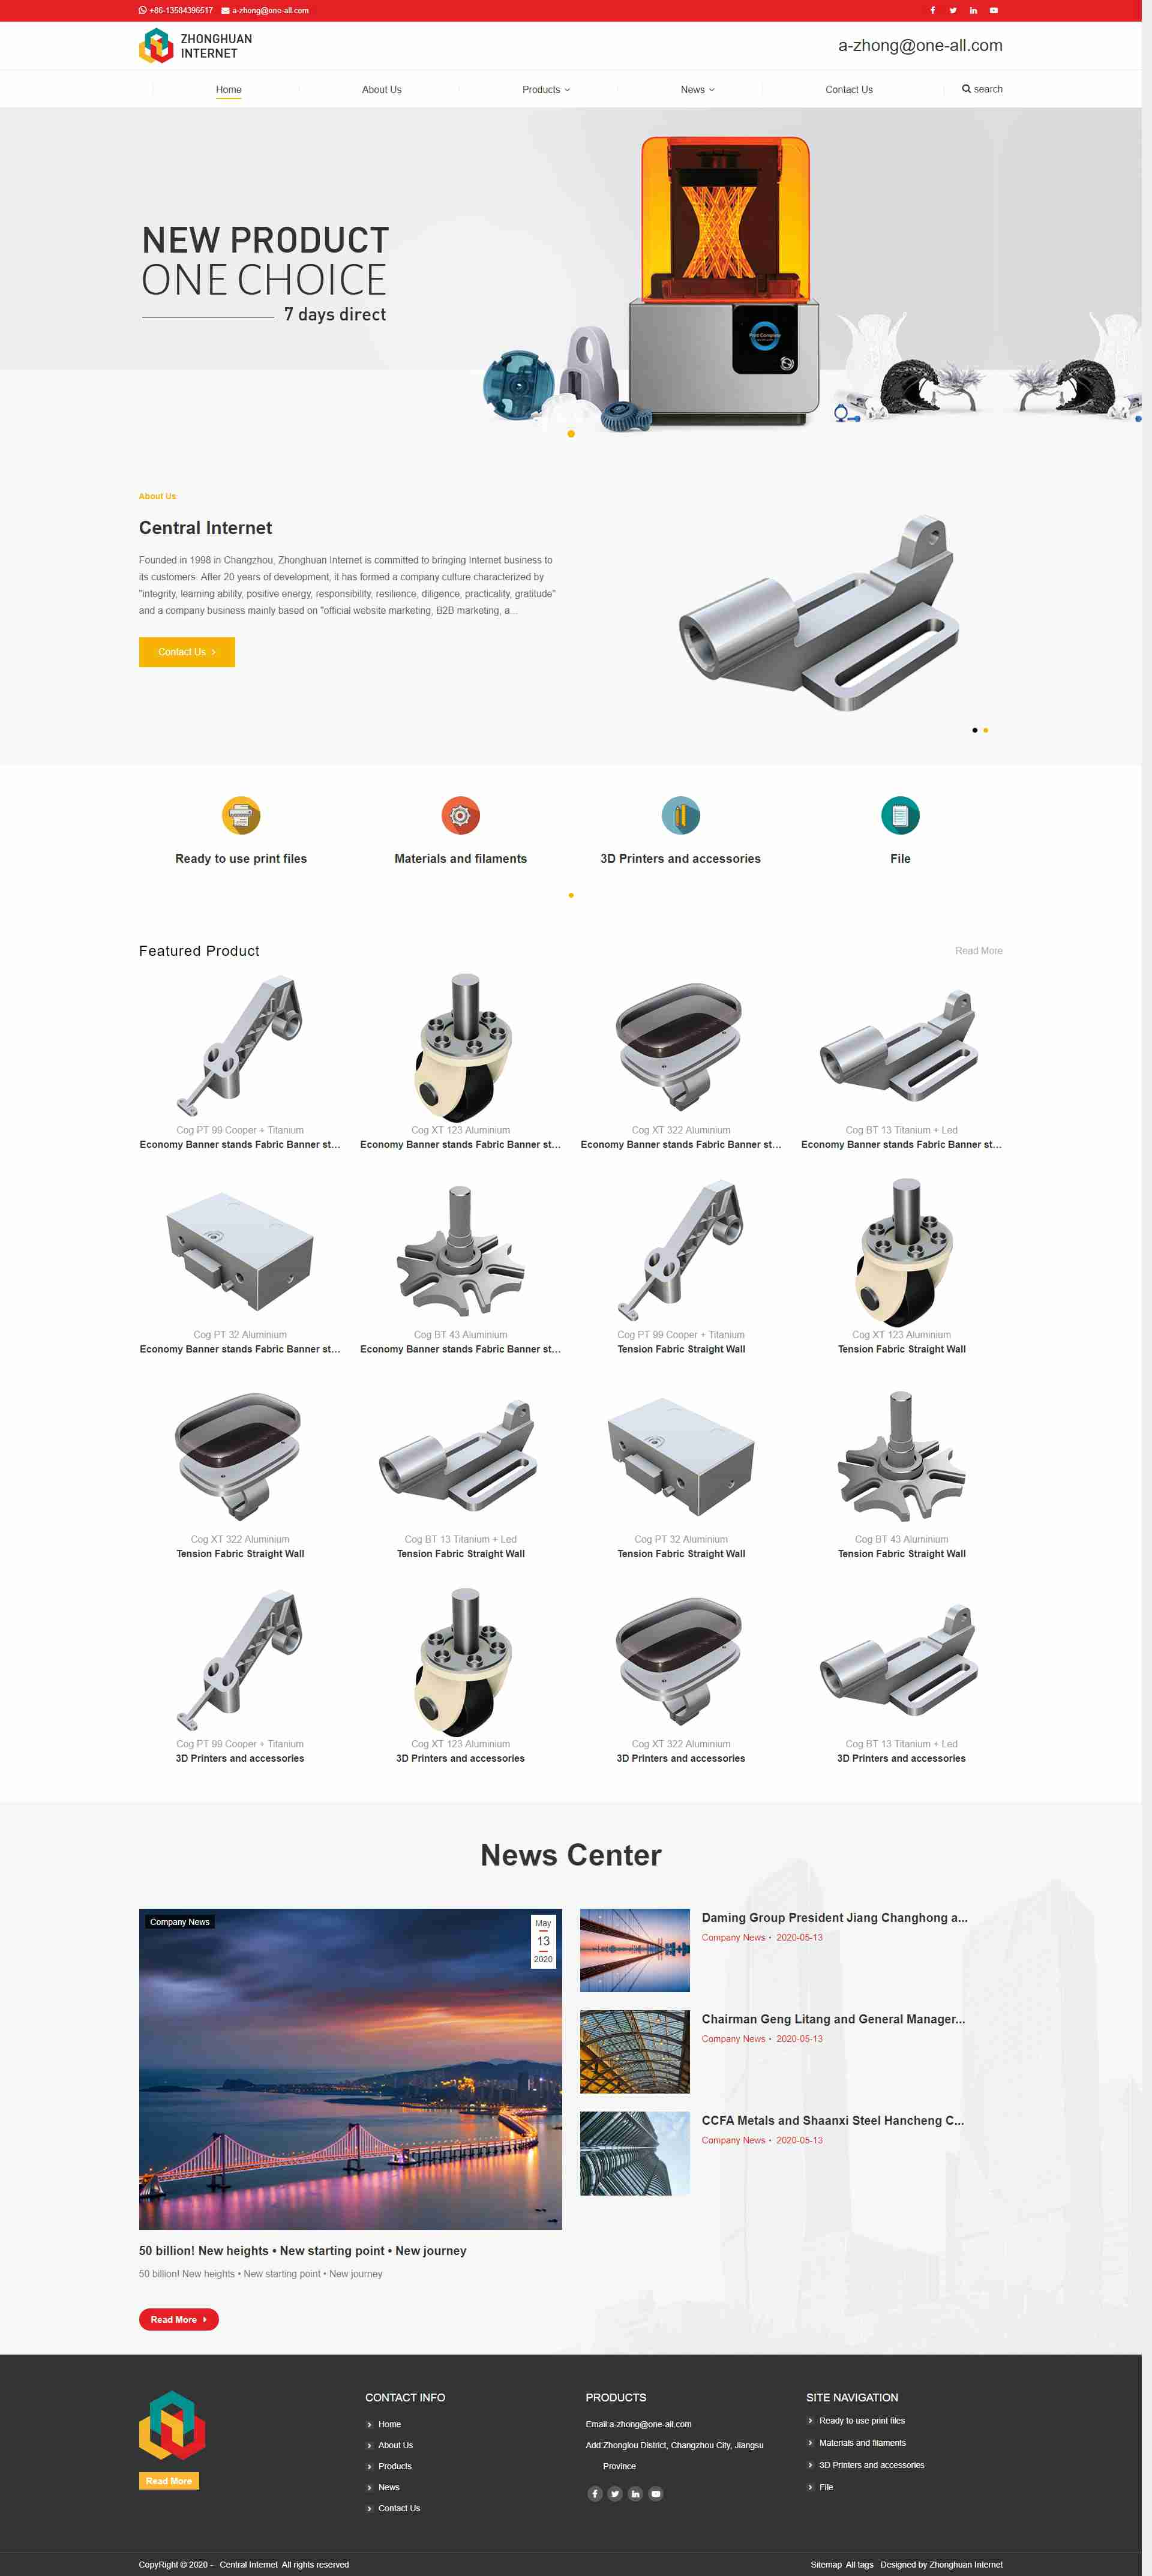 +86-13584396517 a-zhong@one-all.com
ZHONGHUAN
INTERNET
a-zhong@one-all.com
Home About Us Products News Contact Us search
NEW PRODUCT
ONE CHOICE
7 days direct
About Us
Central Internet
Founded in 1998 in Changzhou, Zhonghuan Internet is committed to bringing Internet business to
its customers. After 20 years of development, it has formed a company culture characterized by
"integrity, learning ability, positive energy, responsibility, resilience, diligence, practicality, gratitude"
and a company business mainly based on "official website marketing, B2B marketing, a...
Contact Us
Ready to use print files Materials and filaments 3D Printers and accessories File
Featured Product Read More
Cog PT 99 Cooper + Titanium Cog XT 123 Aluminium Cog XT 322 Aluminium Cog BT 13 Titanium + Led
Economy Banner stands Fabric Banner st... Economy Banner stands Fabric Banner st... Economy Banner stands Fabric Banner st... Economy Banner stands Fabric Banner st...
Cog PT 32 Aluminium Cog BT 43 Aluminium Cog PT 99 Cooper + Titanium Cog XT 123 Aluminium
Economy Banner stands Fabric Banner st... Economy Banner stands Fabric Banner st... Tension Fabric Straight Wall Tension Fabric Straight Wall
Cog XT 322 Aluminium Cog BT 13 Titanium + Led Cog PT 32 Aluminium Cog BT 43 Aluminium
Tension Fabric Straight Wall Tension Fabric Straight Wall Tension Fabric Straight Wall Tension Fabric Straight Wall
Cog PT 99 Cooper + Titanium Cog XT 123 Aluminium Cog XT 322 Aluminium Cog BT 13 Titanium + Led
3D Printers and accessories 3D Printers and accessories 3D Printers and accessories 3D Printers and accessories
News Center
Company News
May
13
2020
50 billion! New heights • New starting point • New journey
50 billion! New heights • New starting point • New journey
Read More
Daming Group President Jiang Changhong a...
Company News • 2020-05-13
Chairman Geng Litang and General Manager...
Company News • 2020-05-13
CCFA Metals and Shaanxi Steel Hancheng C...
Company News • 2020-05-13
Read More
CONTACT INFO
Home
About Us
Products
News
Contact Us
PRODUCTS
Email:a-zhong@one-all.com
Add:Zhonglou District, Changzhou City, Jiangsu
Province
SITE NAVIGATION
Ready to use print files
Materials and filaments
3D Printers and accessories
File
CopyRight © 2020 - Central Internet All rights reserved Sitemap All tags Designed by Zhonghuan Internet